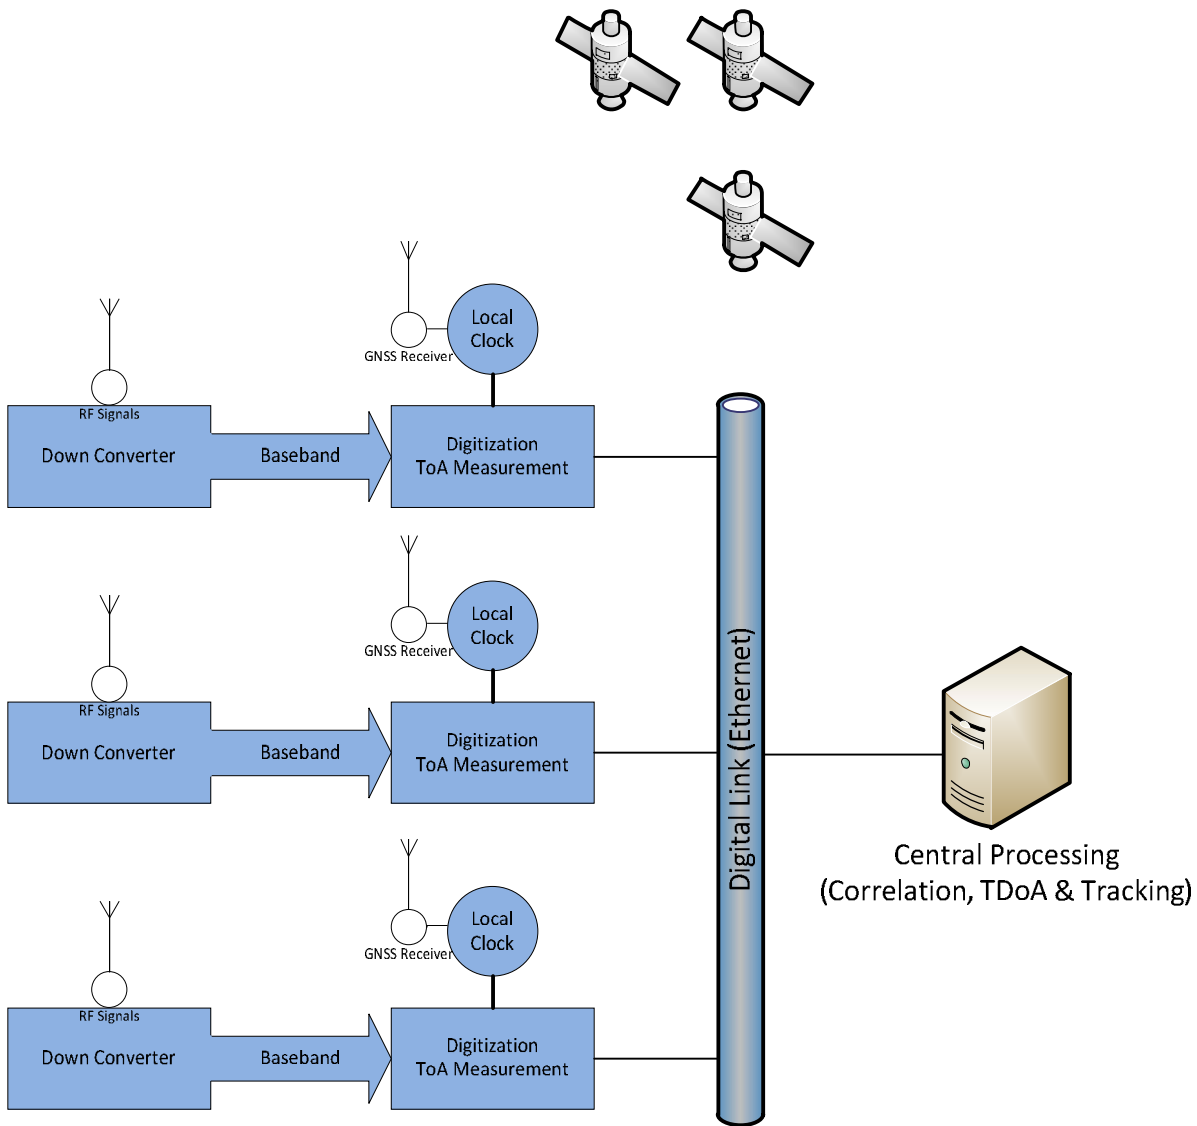 Local
Clock
GNSS Receiver
RF Signals
Down Converter
Baseband
Digitization
ToA Measurement
Local
Clock
GNSS Receiver
RF Signals
Down Converter
Baseband
Digitization
ToA Measurement
Local
Clock
GNSS Receiver
RF Signals
Down Converter
Baseband
Digitization
ToA Measurement
Digital Link (Ethernet)
Central Processing
(Correlation, TDoA & Tracking)